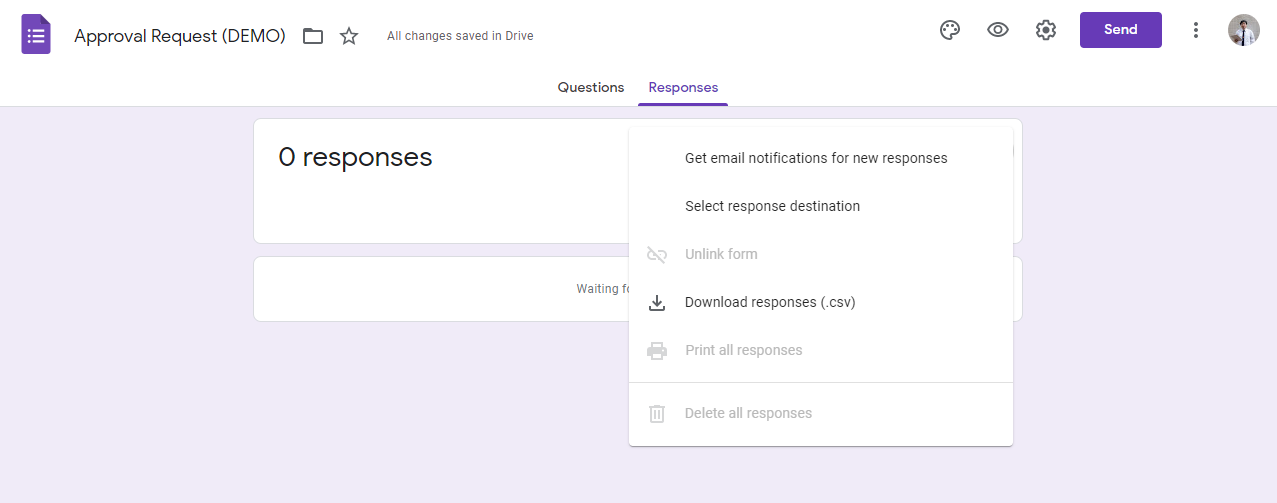 Approval Request (DEMO)
All changes saved in Drive
Send
Questions
Responses
0 responses
Get email notifications for new responses
Select response destination
Unlink form
Waiting
Download responses (.csv)
Print all responses
Delete all responses